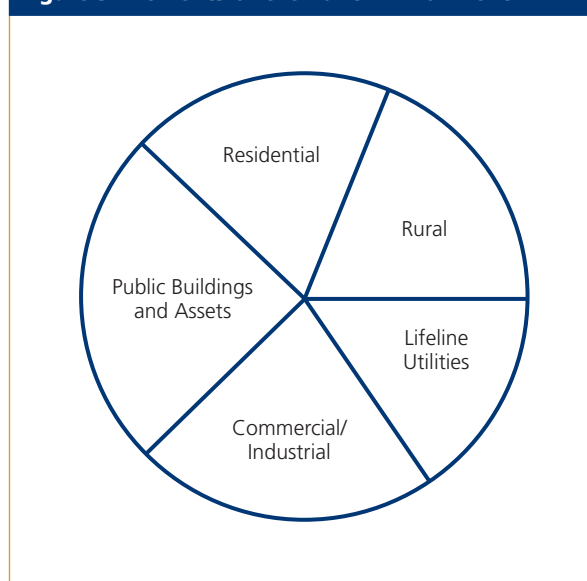 Residential
Rural
Public Buildings
and Assets
Lifeline
Utilities
Commercial/
Industrial